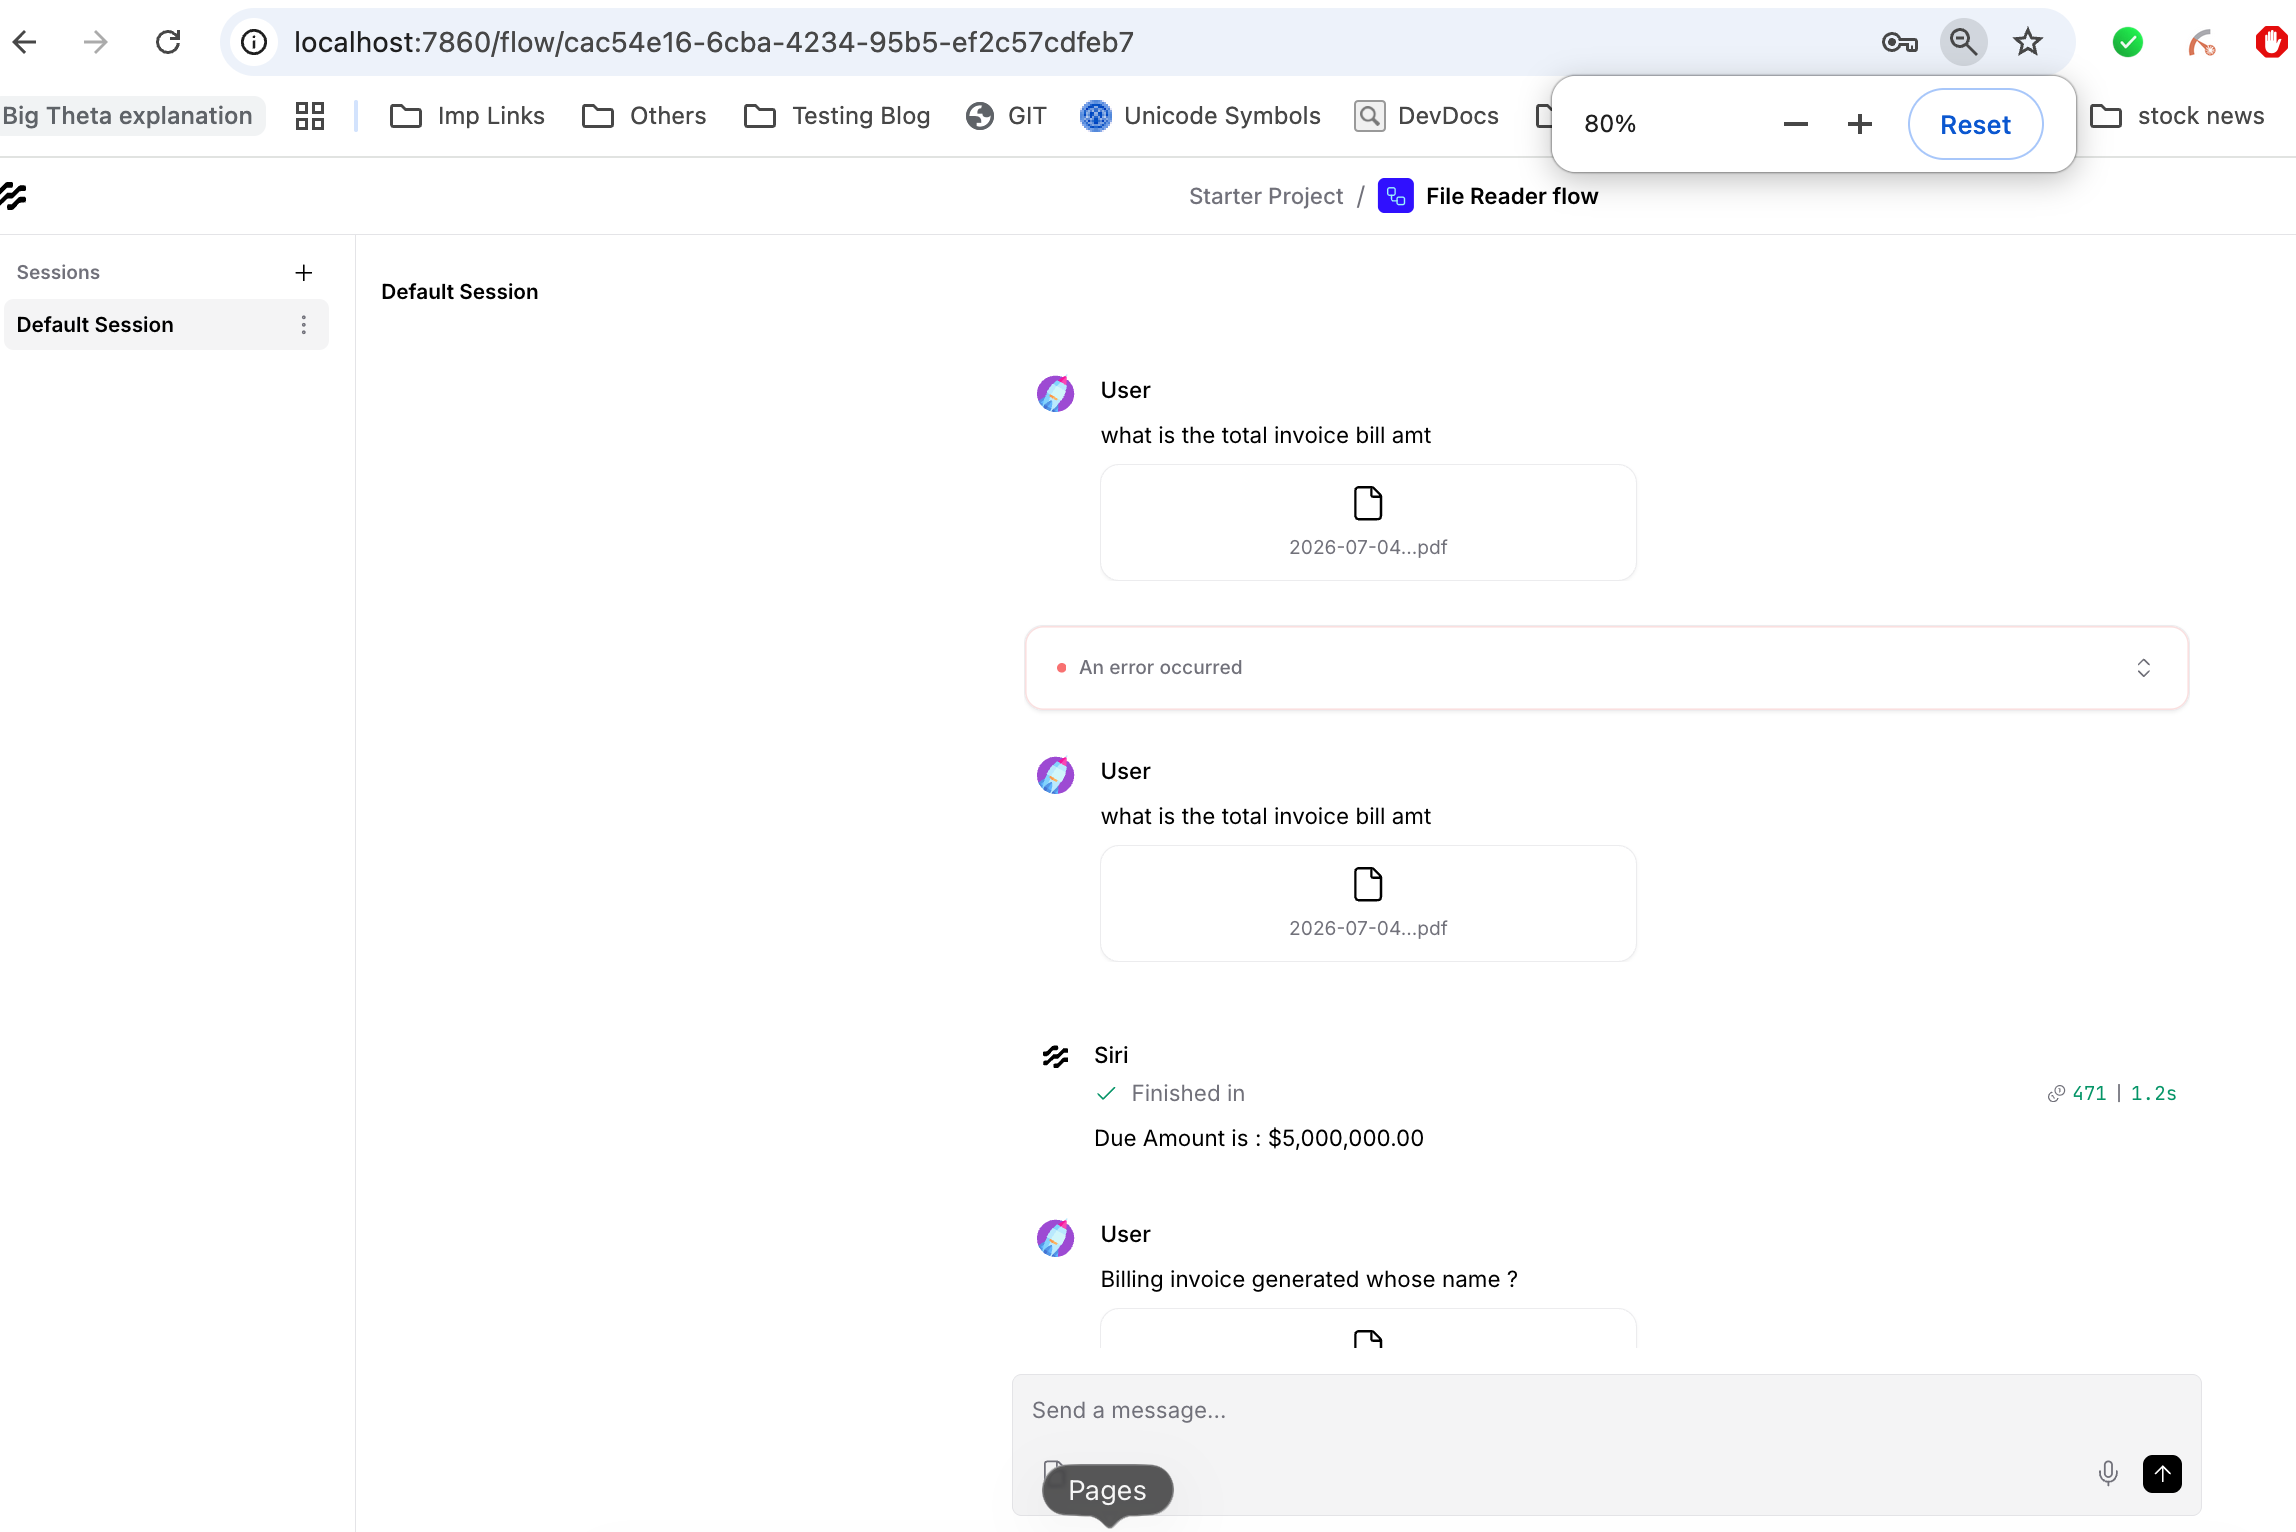 localhost:7860/flow/cac54e16-6cba-4234-95b5-ef2c57cdfeb7
Big Theta explanation
Imp Links
Others
Testing Blog
GIT
Unicode Symbols
DevDocs
80%
Reset
stock news
Starter Project / File Reader flow
Sessions
Default Session
Default Session
User
what is the total invoice bill amt
2026-07-04...pdf
An error occurred
User
what is the total invoice bill amt
2026-07-04...pdf
Siri
Finished in
471 | 1.2s
Due Amount is : $5,000,000.00
User
Billing invoice generated whose name ?
Send a message...
Pages